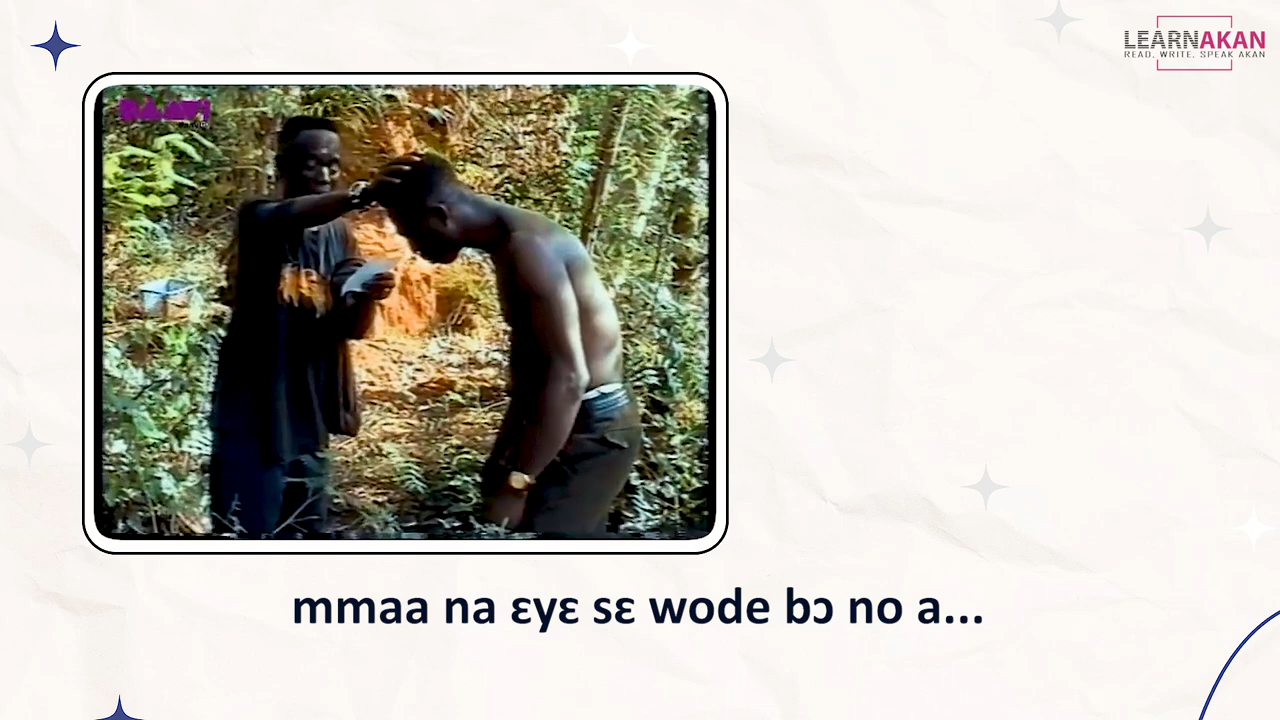 LEARNAKAN
READ. WRITE. SPEAK AKAN
mmaa na ɛyɛ sɛ wode bɔ no a...